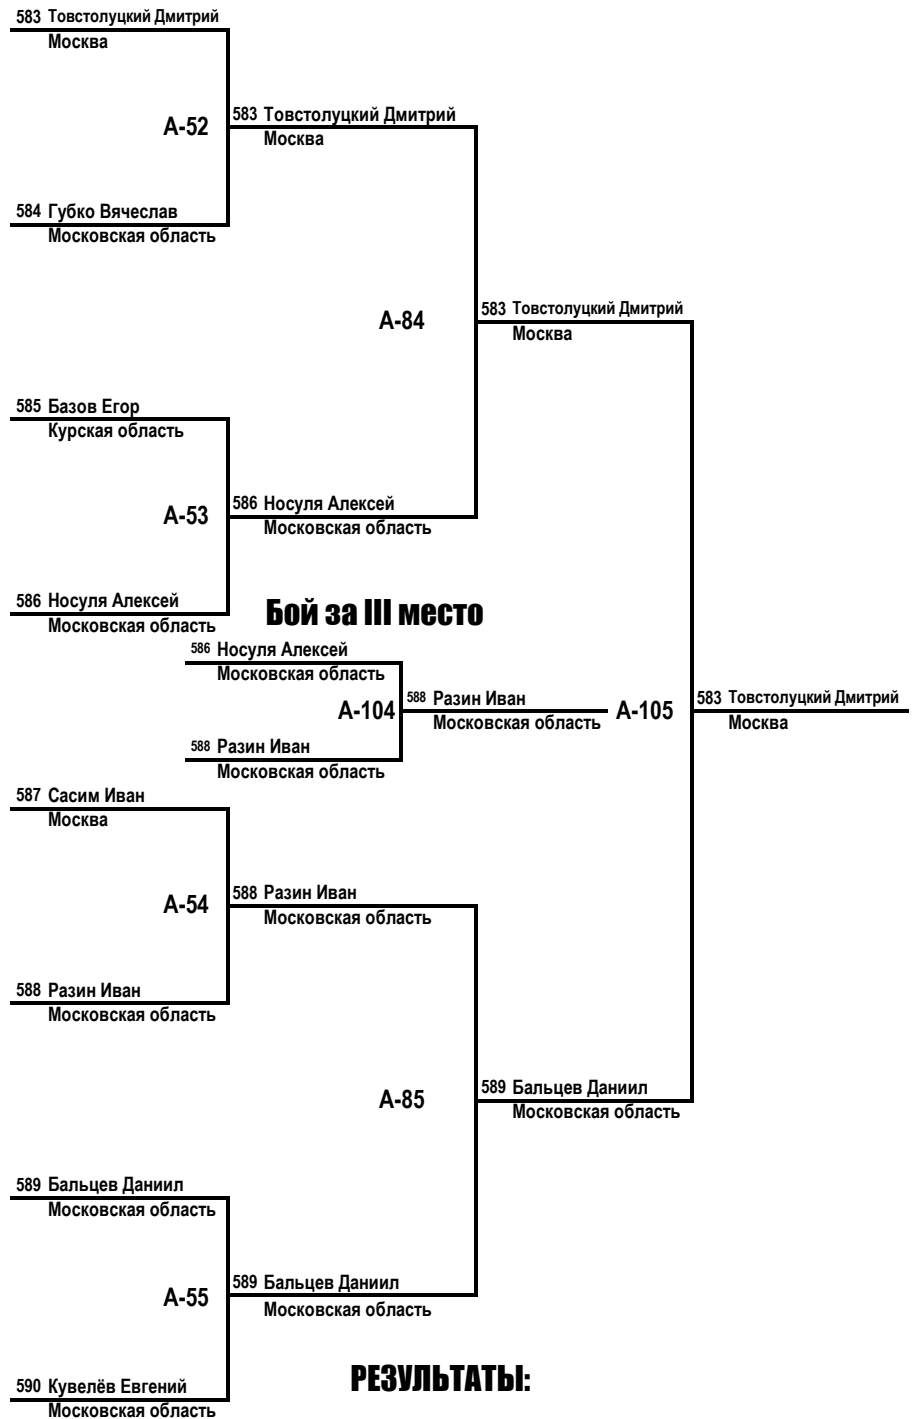 583 Товстолуцкий Дмитрий
Москва
А-52
583 Товстолуцкий Дмитрий
Москва
584 Губко Вячеслав
Московская область
А-84
583 Товстолуцкий Дмитрий
Москва
585 Базов Егор
Курская область
А-53
586 Носуля Алексей
Московская область
586 Носуля Алексей
Московская область
Бой за III место
586 Носуля Алексей
Московская область
А-104
588 Разин Иван
Московская область
А-105
583 Товстолуцкий Дмитрий
Москва
588 Разин Иван
Московская область
587 Сасим Иван
Москва
А-54
588 Разин Иван
Московская область
588 Разин Иван
Московская область
А-85
589 Бальцев Даниил
Московская область
589 Бальцев Даниил
Московская область
А-55
589 Бальцев Даниил
Московская область
590 Кувелёв Евгений
Московская область
РЕЗУЛЬТАТЫ: